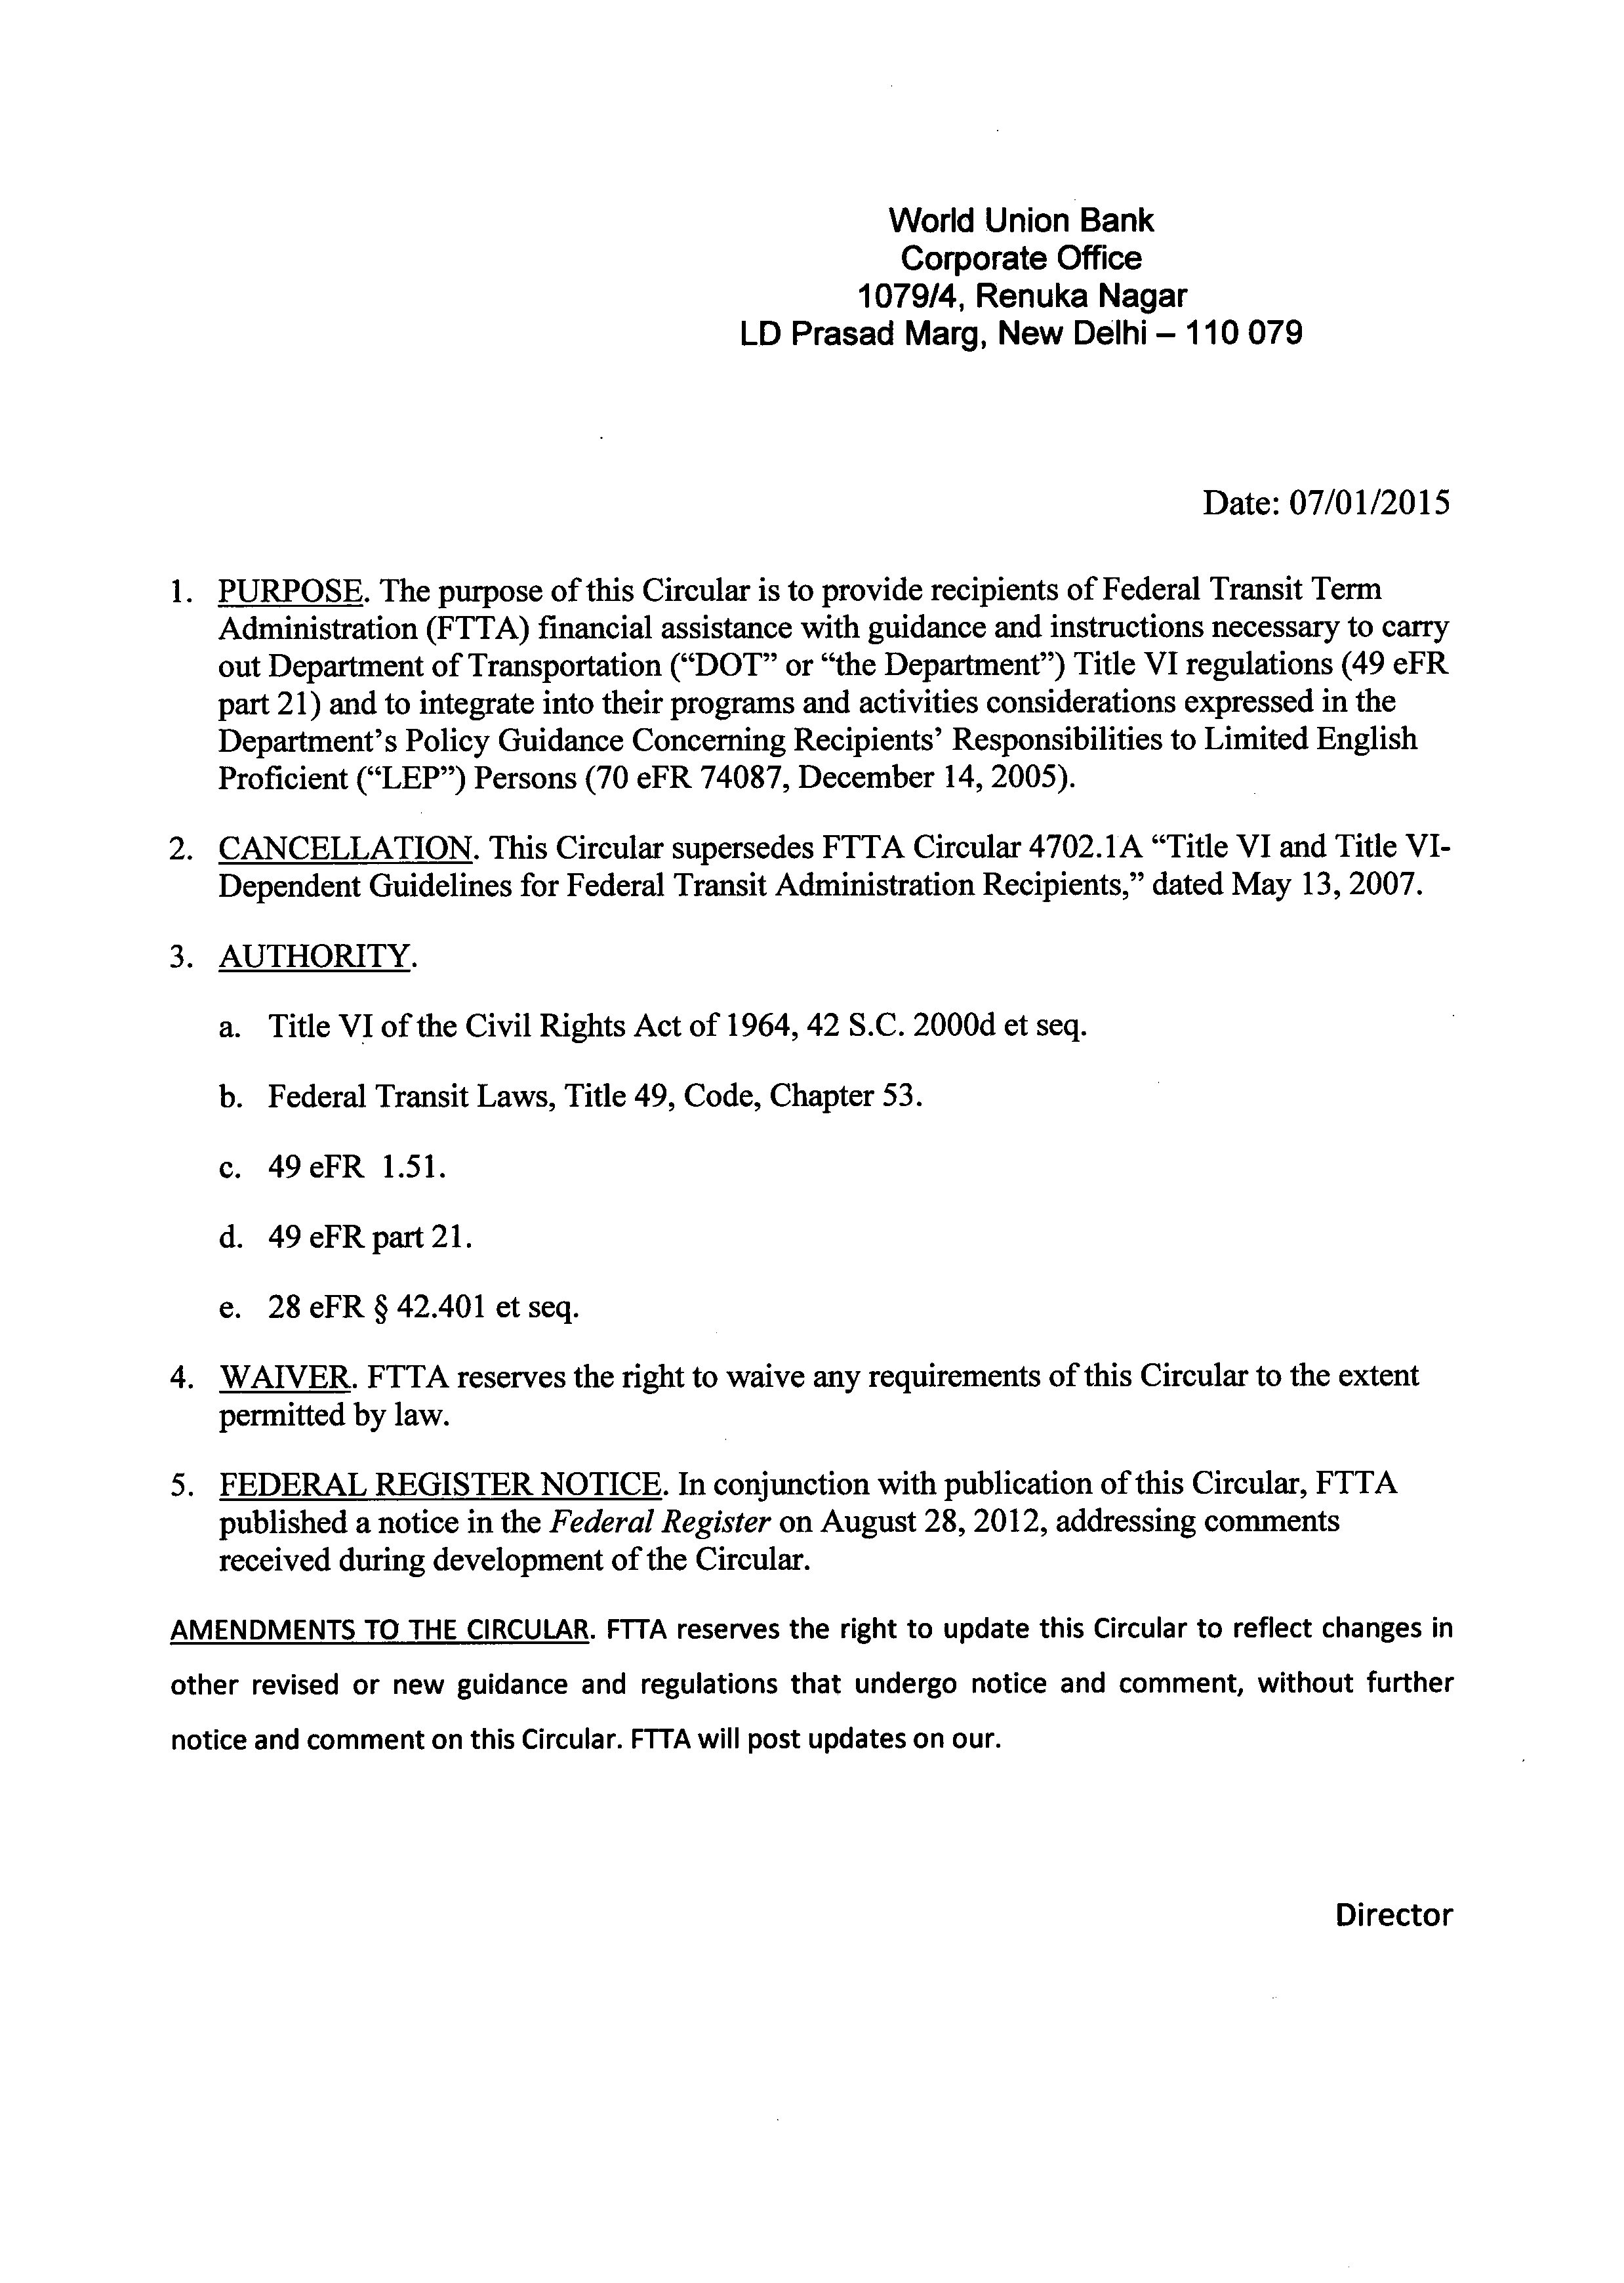 World Union Bank
Corporate Office
1079/4, Renuka Nagar
LD Prasad Marg, New Delhi – 110 079
Date: 07/01/2015
1. PURPOSE. The purpose of this Circular is to provide recipients of Federal Transit Term
Administration (FTTA) financial assistance with guidance and instructions necessary to carry
out Department of Transportation (“DOT” or “the Department”) Title VI regulations (49 eFR
part 21) and to integrate into their programs and activities considerations expressed in the
Department’s Policy Guidance Concerning Recipients’ Responsibilities to Limited English
Proficient (“LEP”) Persons (70 eFR 74087, December 14, 2005).
2. CANCELLATION. This Circular supersedes FTTA Circular 4702.1A “Title VI and Title VI-
Dependent Guidelines for Federal Transit Administration Recipients,” dated May 13, 2007.
3. AUTHORITY.
a. Title VI of the Civil Rights Act of 1964, 42 S.C. 2000d et seq.
b. Federal Transit Laws, Title 49, Code, Chapter 53.
c. 49 eFR 1.51.
d. 49 eFR part 21.
e. 28 eFR § 42.401 et seq.
4. WAIVER. FTTA reserves the right to waive any requirements of this Circular to the extent
permitted by law.
5. FEDERAL REGISTER NOTICE. In conjunction with publication of this Circular, FTTA
published a notice in the Federal Register on August 28, 2012, addressing comments
received during development of the Circular.
AMENDMENTS TO THE CIRCULAR. FTTA reserves the right to update this Circular to reflect changes in
other revised or new guidance and regulations that undergo notice and comment, without further
notice and comment on this Circular. FTTA will post updates on our.
Director